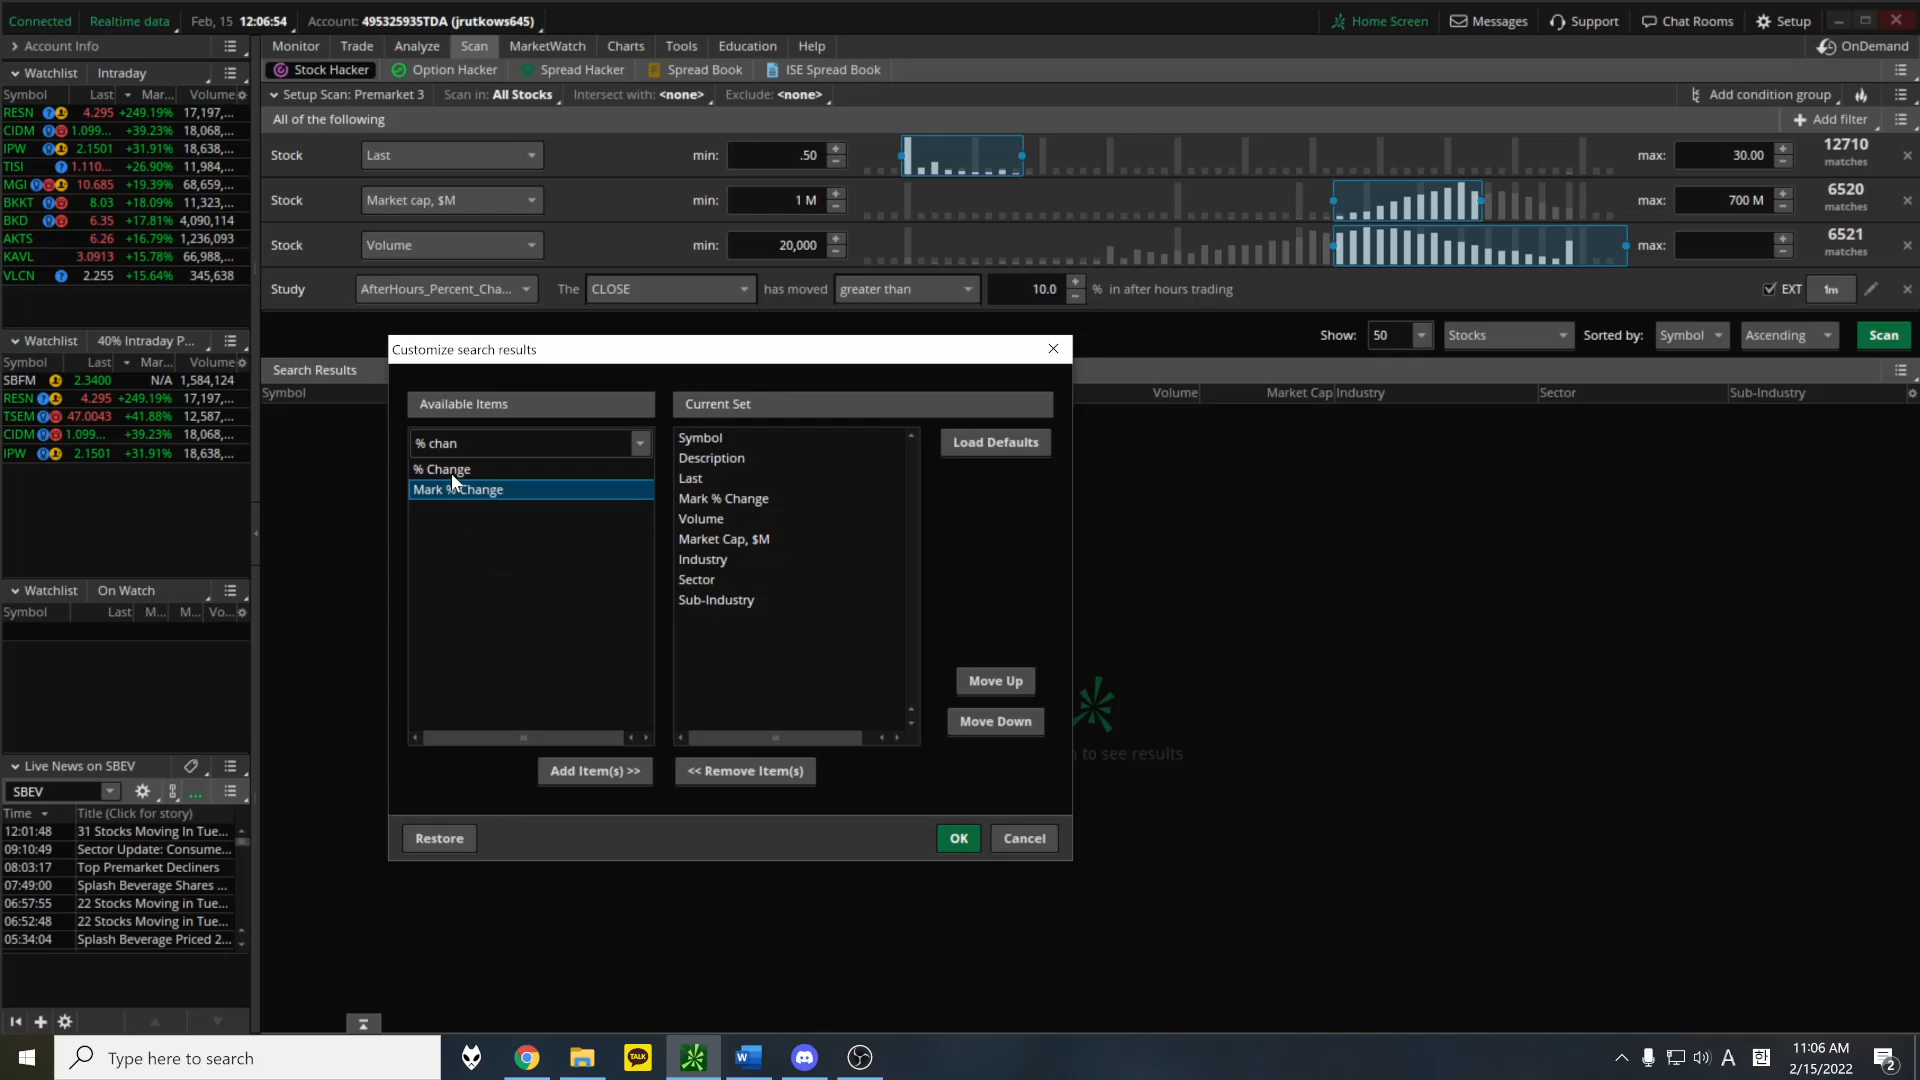 Connected Realtime data Feb, 15 12:06:54 Account: 495325935TDA (jrutkows645) Home Screen Messages Support Chat Rooms Setup
Account Info Monitor Trade Analyze Scan MarketWatch Charts Tools Education Help OnDemand
Watchlist Intraday Stock Hacker Option Hacker Spread Hacker Spread Book ISE Spread Book
Symbol Last Mar... Volume
RESN 4.295 +249.19% 17,197,...
CIDM 1.099... +39.23% 18,068,...
IPW 2.1501 +31.91% 18,638,...
TISI 1.110... +26.90% 11,984,...
MGI 10.685 +19.39% 68,659,...
BKKT 8.03 +18.09% 11,323,...
BKD 6.35 +17.81% 4,090,114
AKTS 6.26 +16.79% 1,236,093
KAVL 3.0913 +15.78% 66,988,...
VLCN 2.255 +15.64% 345,638
Setup Scan: Premarket 3 Scan in: All Stocks Intersect with: <none> Exclude: <none> Add condition group
All of the following Add filter
Stock Last min: .50 max: 30.00 12710 matches
Stock Market cap, $M min: 1 M max: 700 M 6520 matches
Stock Volume min: 20,000 max: 6521 matches
Study AfterHours_Percent_Cha... The CLOSE has moved greater than 10.0 % in after hours trading EXT 1m
Show: 50 Stocks Sorted by: Symbol Ascending Scan
Watchlist 40% Intraday P...
Symbol Last Mar... Volume
SBFM 2.3400 N/A 1,584,124
RESN 4.295 +249.19% 17,197,...
TSEM 47.0043 +41.88% 12,587,...
CIDM 1.099... +39.23% 18,068,...
IPW 2.1501 +31.91% 18,638,...
Search Results
Symbol Volume Market Cap Industry Sector Sub-Industry
Customize search results
Available Items Current Set
% chan
% Change
Mark % Change
Symbol
Description
Last
Mark % Change
Volume
Market Cap, $M
Industry
Sector
Sub-Industry
Load Defaults
Move Up
Move Down
Add Item(s) >> << Remove Item(s)
Restore OK Cancel
to see results
Watchlist On Watch
Symbol Last M... M... Vo...
Live News on SBEV
SBEV ...
Time Title (Click for story)
12:01:48 31 Stocks Moving In Tue...
09:10:49 Sector Update: Consume...
08:03:17 Top Premarket Decliners
07:49:00 Splash Beverage Shares ...
06:57:55 22 Stocks Moving in Tue...
06:52:48 22 Stocks Moving in Tue...
05:34:04 Splash Beverage Priced 2...
Type here to search TALK A 한 11:06 AM
2/15/2022 2